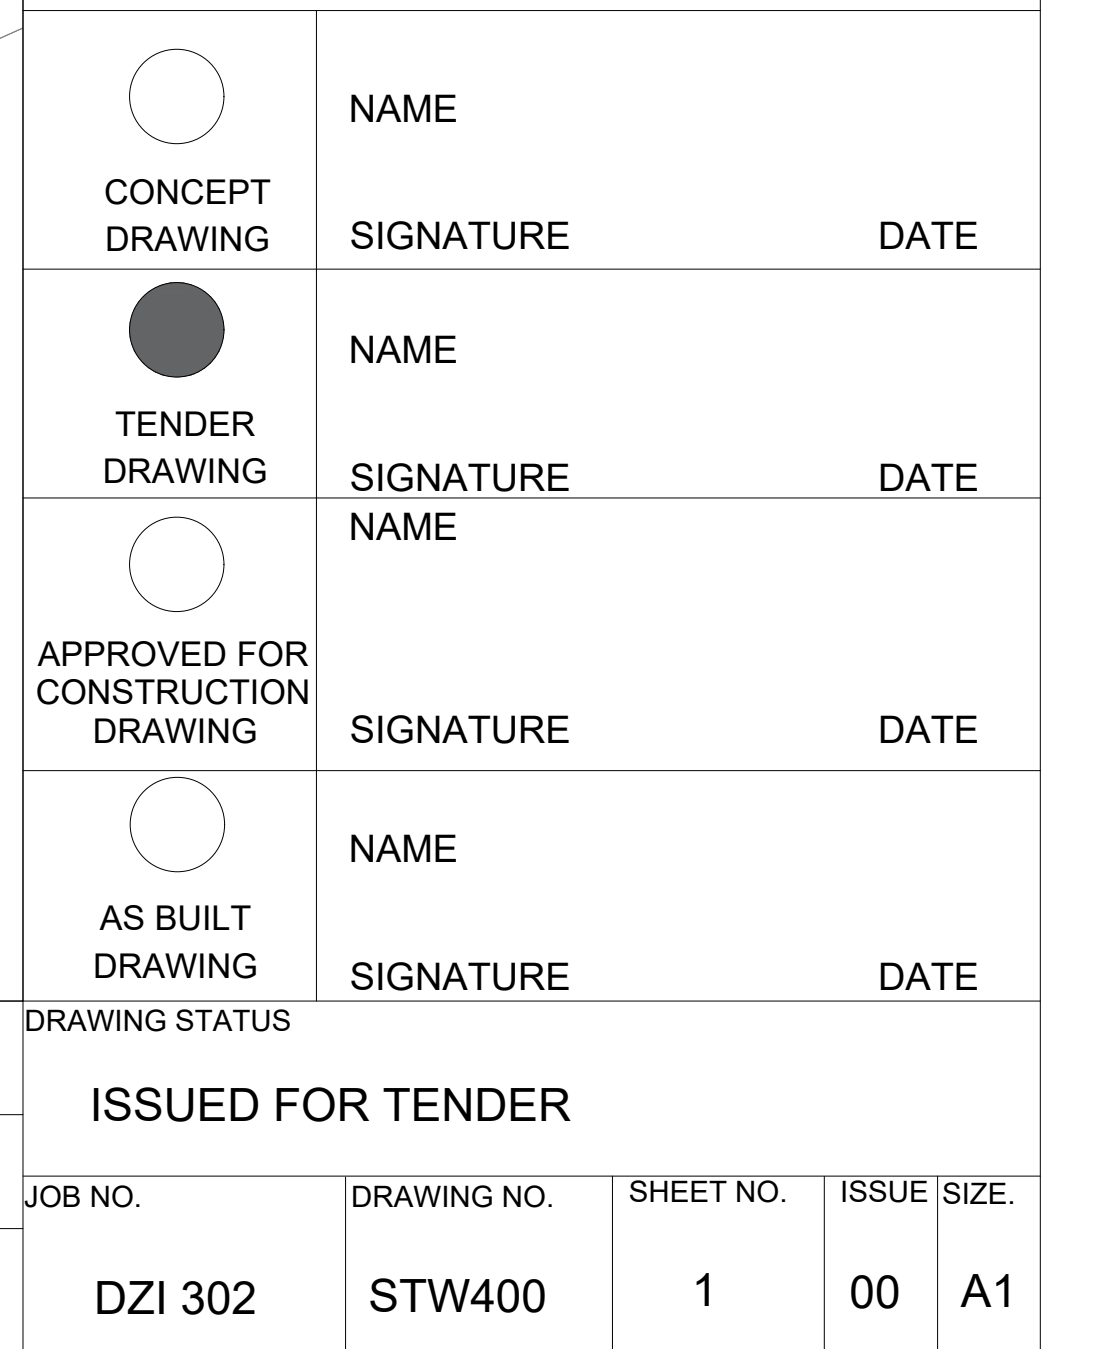 NAME
CONCEPT
DRAWING
SIGNATURE DATE
NAME
TENDER
DRAWING
SIGNATURE DATE
NAME
APPROVED FOR
CONSTRUCTION
DRAWING
SIGNATURE DATE
NAME
AS BUILT
DRAWING
SIGNATURE DATE
DRAWING STATUS
ISSUED FOR TENDER
JOB NO. DRAWING NO. SHEET NO. ISSUE SIZE.
DZI 302 STW400 1 00 A1